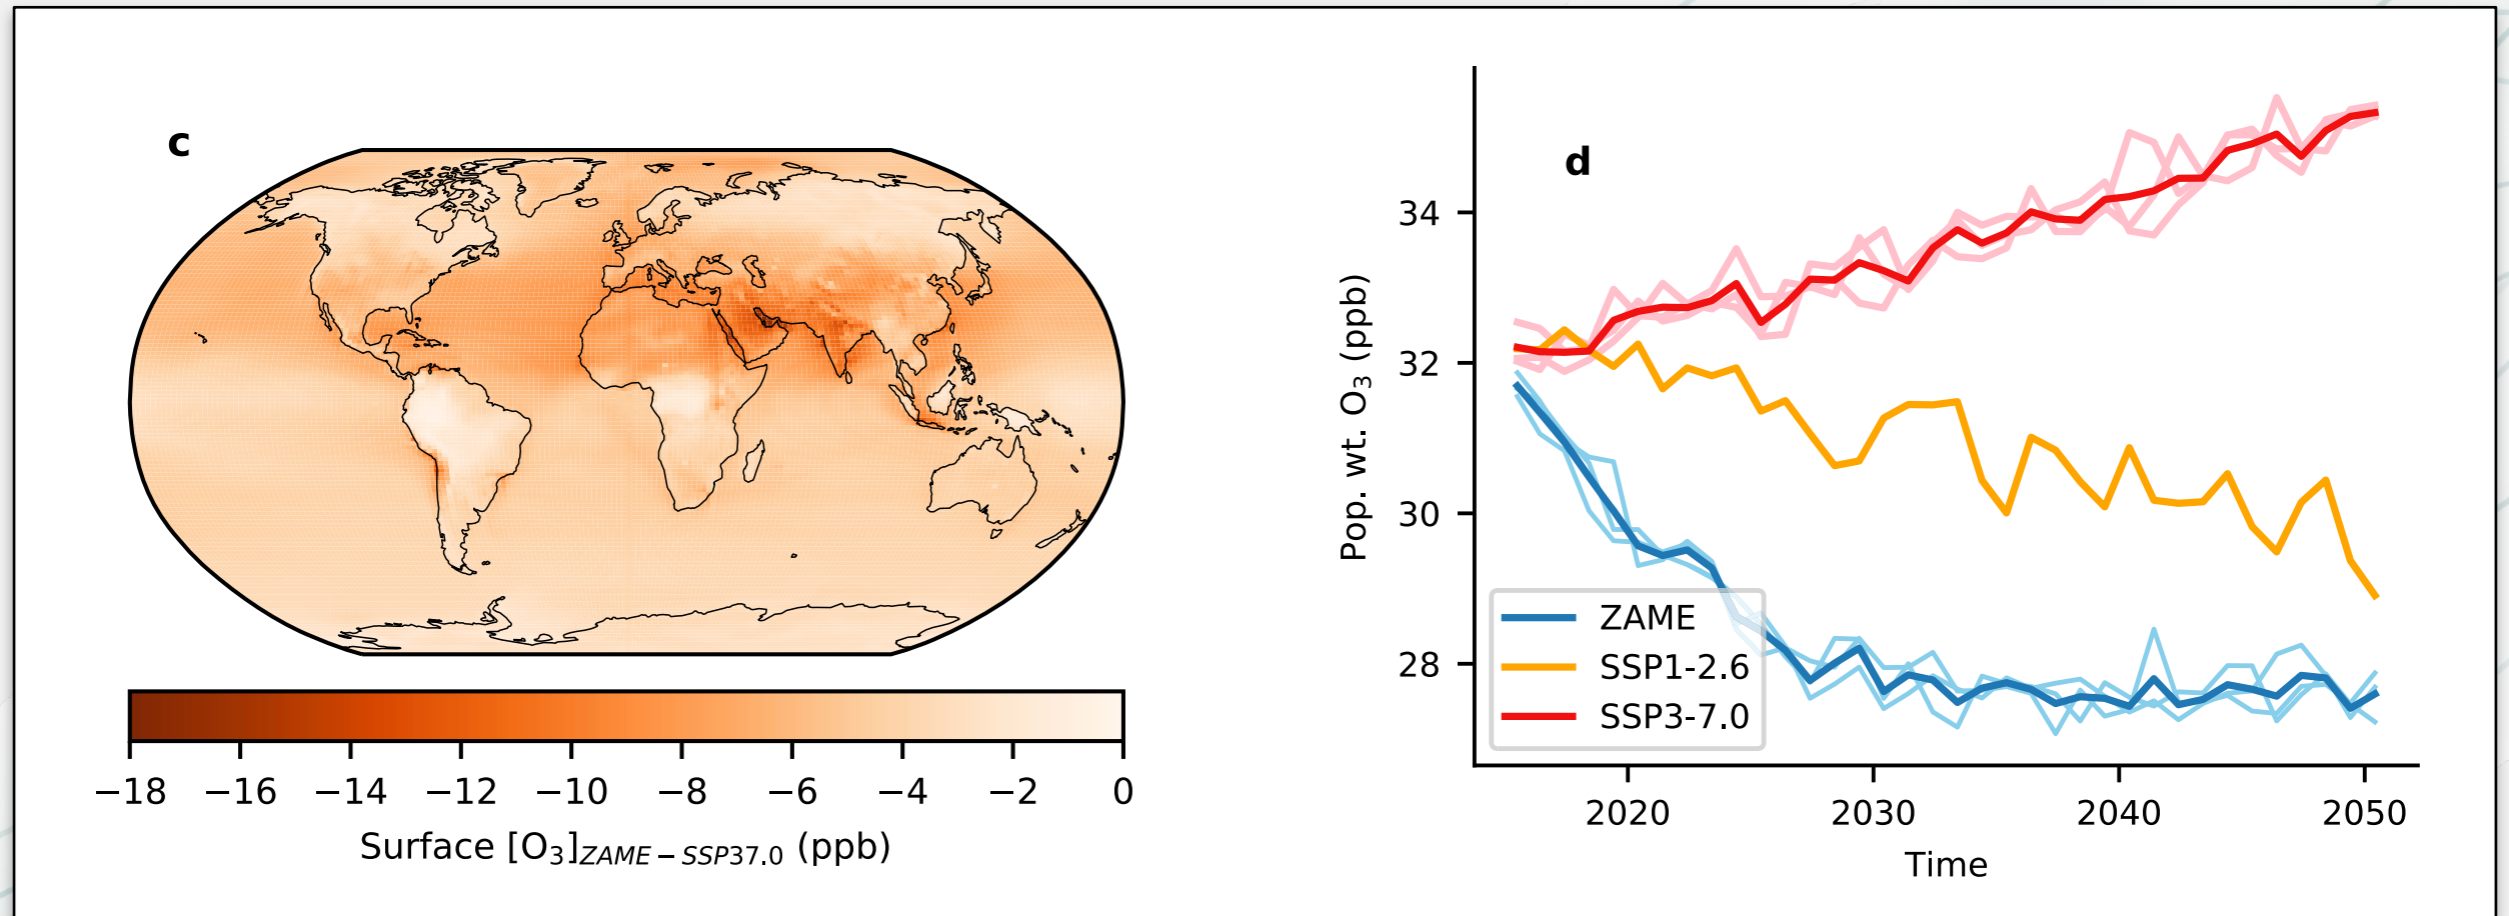 c
−18 −16 −14 −12 −10 −8 −6 −4 −2 0
Surface [O₃]ZAME − SSP37.0 (ppb)
d
Pop. wt. O₃ (ppb)
34
32
30
28
ZAME
SSP1-2.6
SSP3-7.0
2020 2030 2040 2050
Time